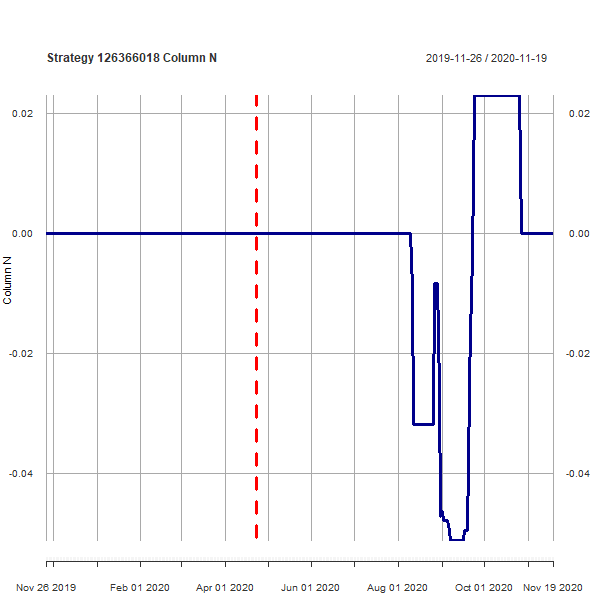 Strategy 126366018 Column N
2019-11-26 / 2020-11-19
0.02
0.02
0.00
0.00
Column N
-0.02
-0.02
-0.04
-0.04
Nov 26 2019
Feb 01 2020
Apr 01 2020
Jun 01 2020
Aug 01 2020
Oct 01 2020
Nov 19 2020